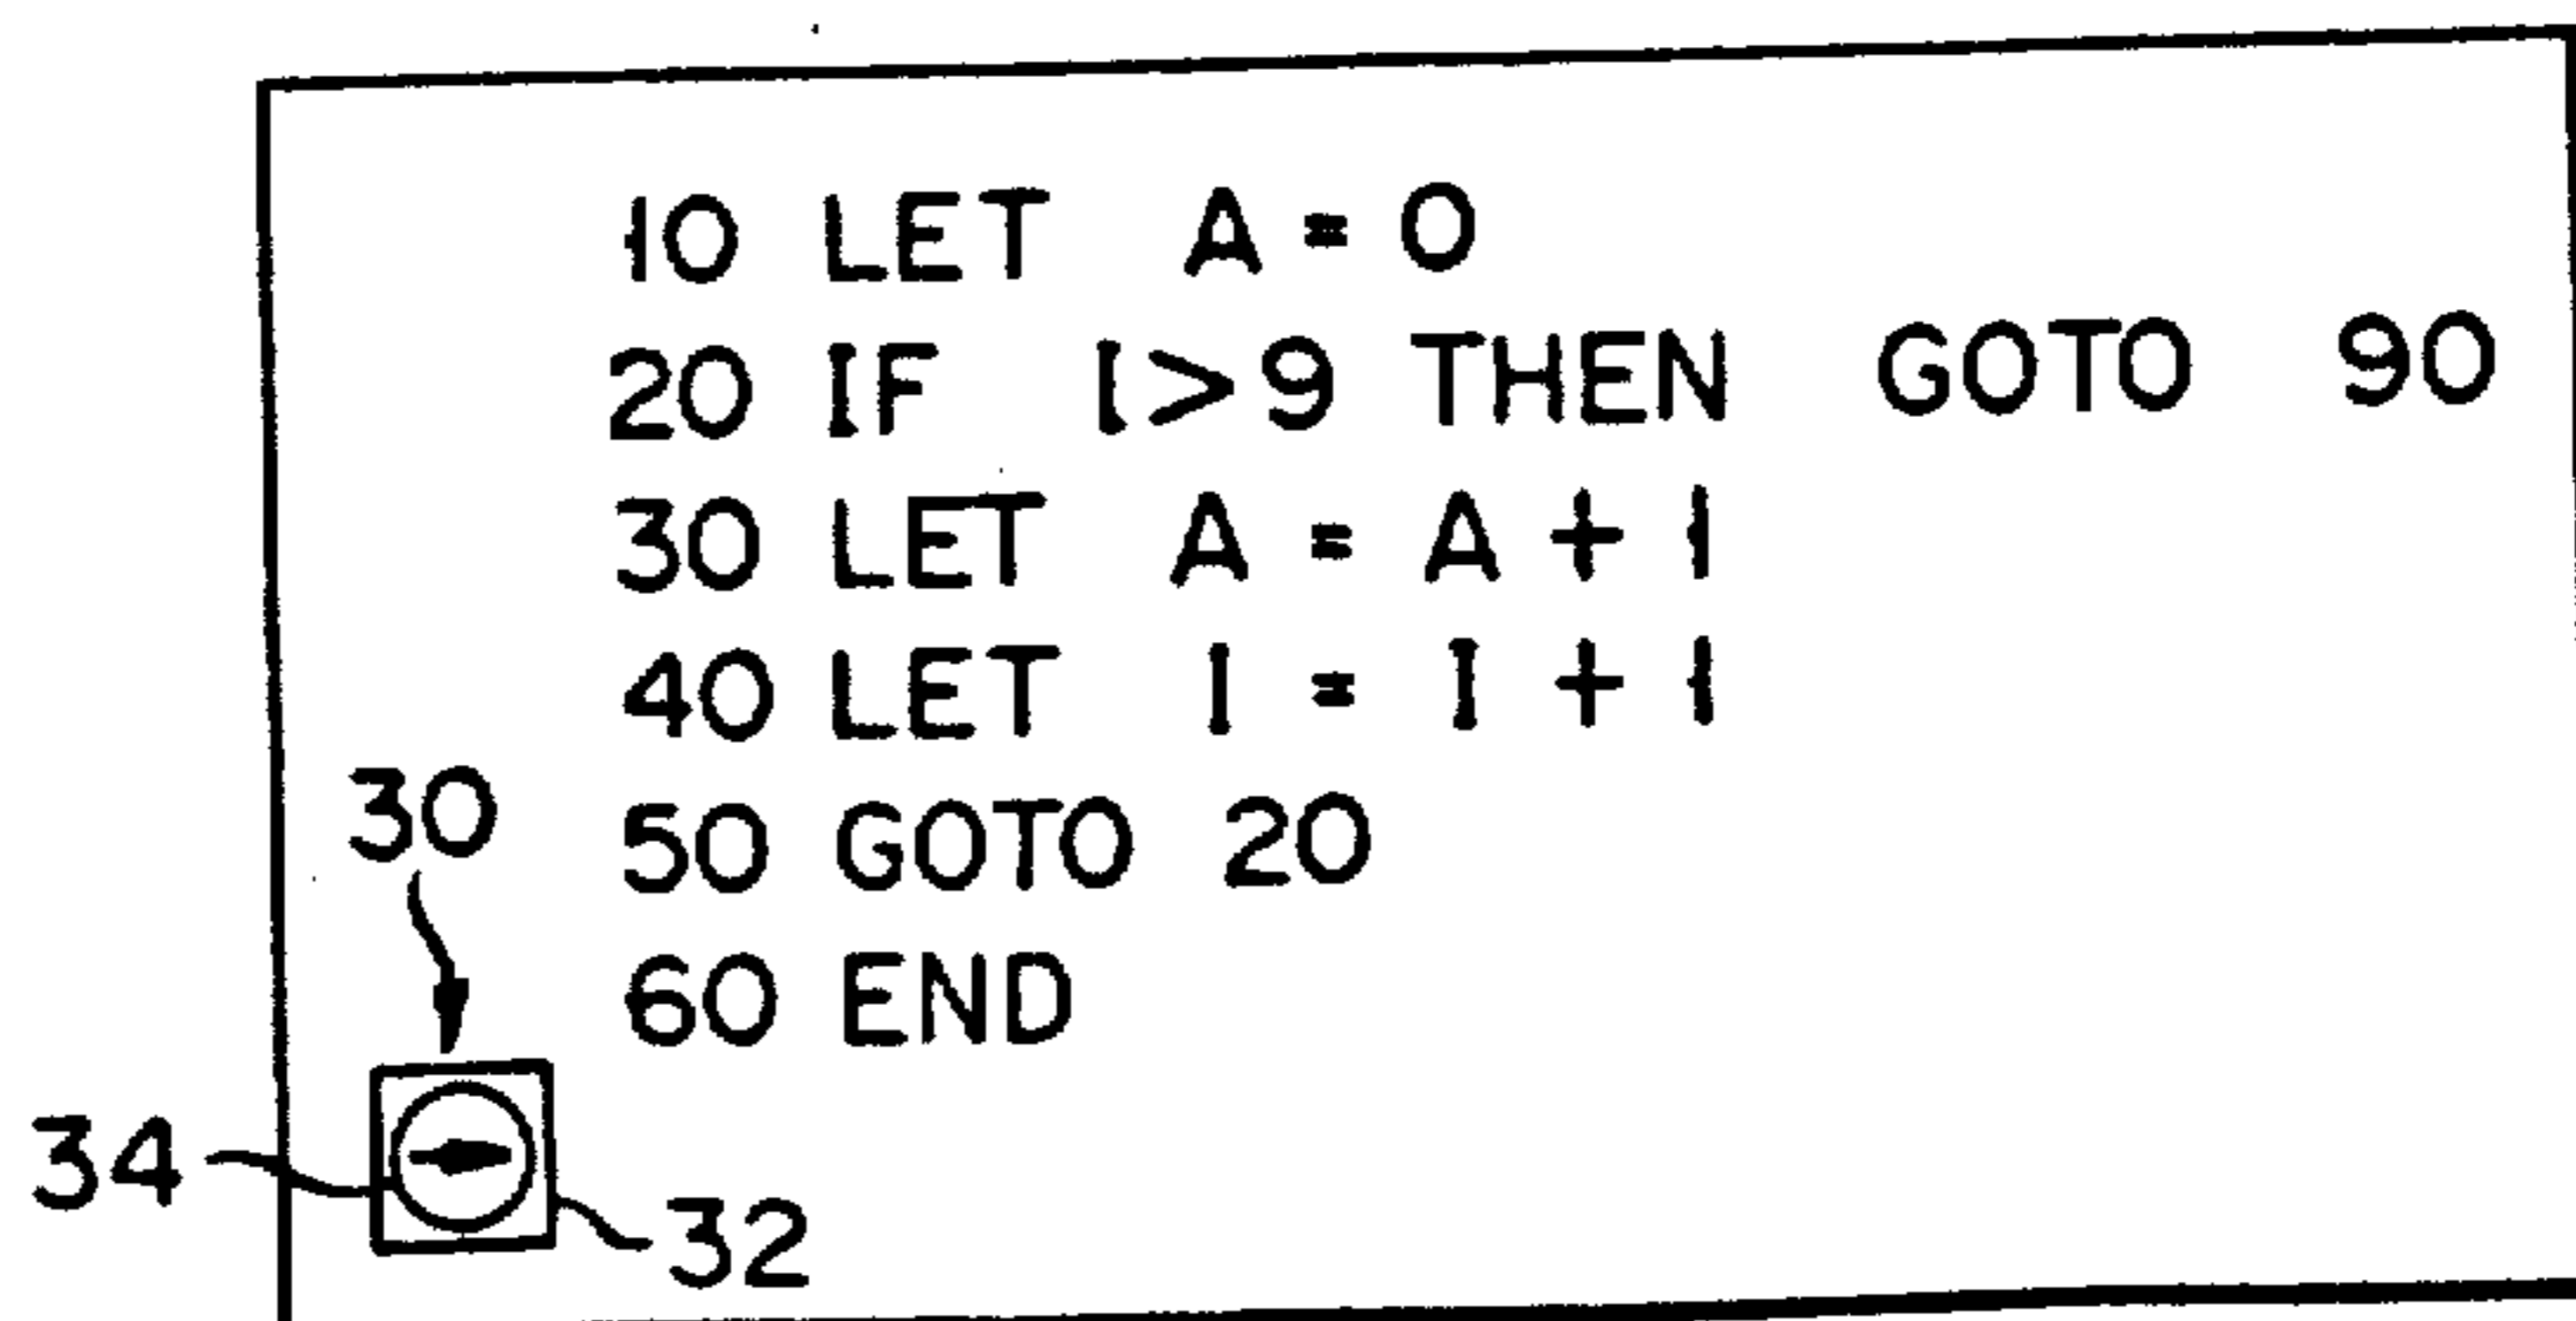 10 LET A = 0
20 IF I > 9 THEN GOTO 90
30 LET A = A + 1
40 LET I = I + 1
30
50 GOTO 20
60 END
34
32